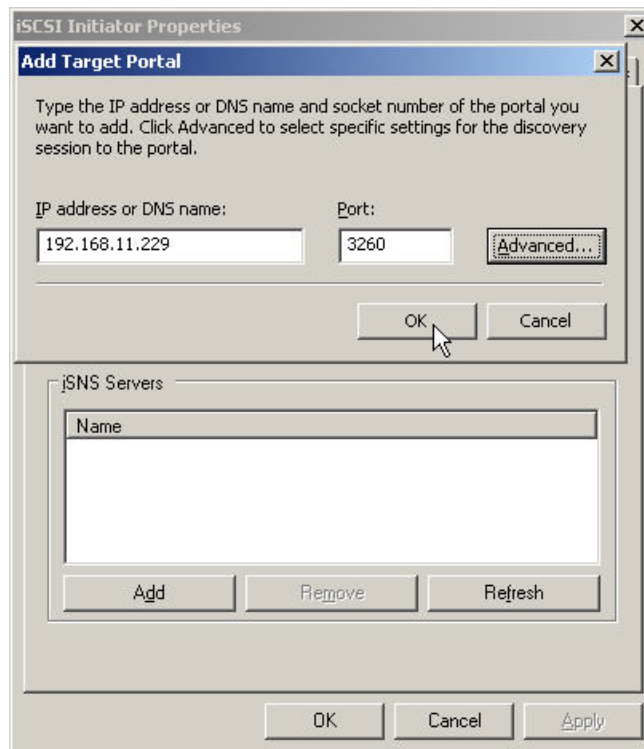 iSCSI Initiator Properties
Add Target Portal
Type the IP address or DNS name and socket number of the portal you
want to add. Click Advanced to select specific settings for the discovery
session to the portal.
IP address or DNS name:
Port:
192.168.11.229
3260
Advanced...
OK
Cancel
iSNS Servers
Name
Add
Remove
Refresh
OK
Cancel
Apply